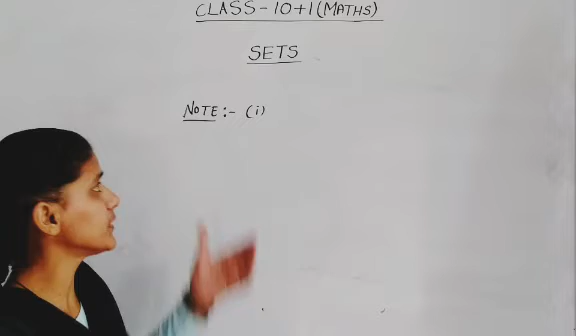 CLASS-10+1(MATHS)
SETS
NOTE:- (i)